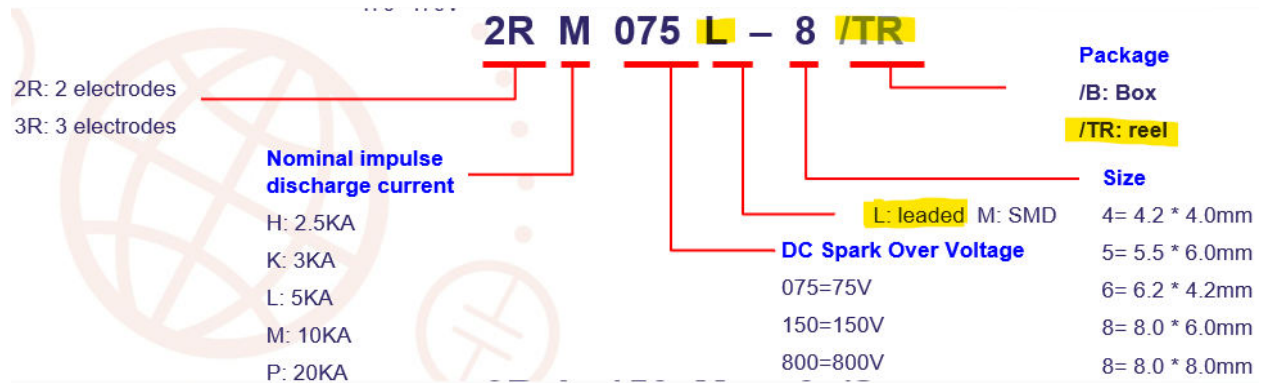 2R M 075 L – 8 /TR
2R: 2 electrodes
3R: 3 electrodes
Package
/B: Box
/TR: reel
Nominal impulse
discharge current
H: 2.5KA
K: 3KA
L: 5KA
M: 10KA
P: 20KA
L: leaded M: SMD
DC Spark Over Voltage
075=75V
150=150V
800=800V
Size
4= 4.2 * 4.0mm
5= 5.5 * 6.0mm
6= 6.2 * 4.2mm
8= 8.0 * 6.0mm
8= 8.0 * 8.0mm